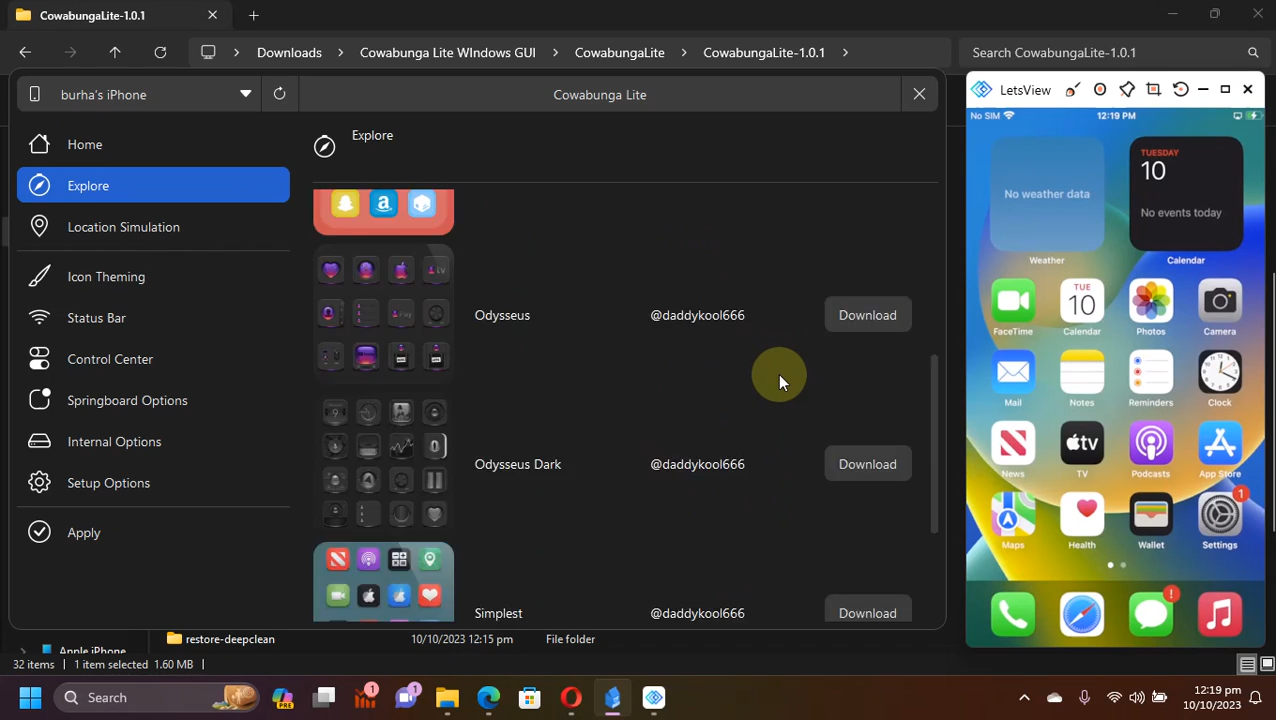 CowabungaLite-1.0.1
Downloads
Cowabunga Lite WIndows GUI
CowabungaLite
CowabungaLite-1.0.1
Search CowabungaLite-1.0.1
burha's iPhone
Cowabunga Lite
LetsView
Home
Explore
Location Simulation
Icon Theming
Status Bar
Control Center
Springboard Options
Internal Options
Setup Options
Apply
Explore
Odysseus
@daddykool666
Download
Odysseus Dark
@daddykool666
Download
Simplest
@daddykool666
Download
No SIM
12:19 PM
No weather data
Weather
TUESDAY
10
No events today
Calendar
FaceTime
TUE
10
Calendar
Photos
Camera
Mail
Notes
Reminders
Clock
News
tv
TV
Podcasts
App Store
Maps
Health
Wallet
1
Settings
Apple iPhone
restore-deepclean
10/10/2023 12:15 pm
File folder
32 items
1 item selected 1.60 MB
Search
PRE
1
1
12:19 PM
10/10/2023